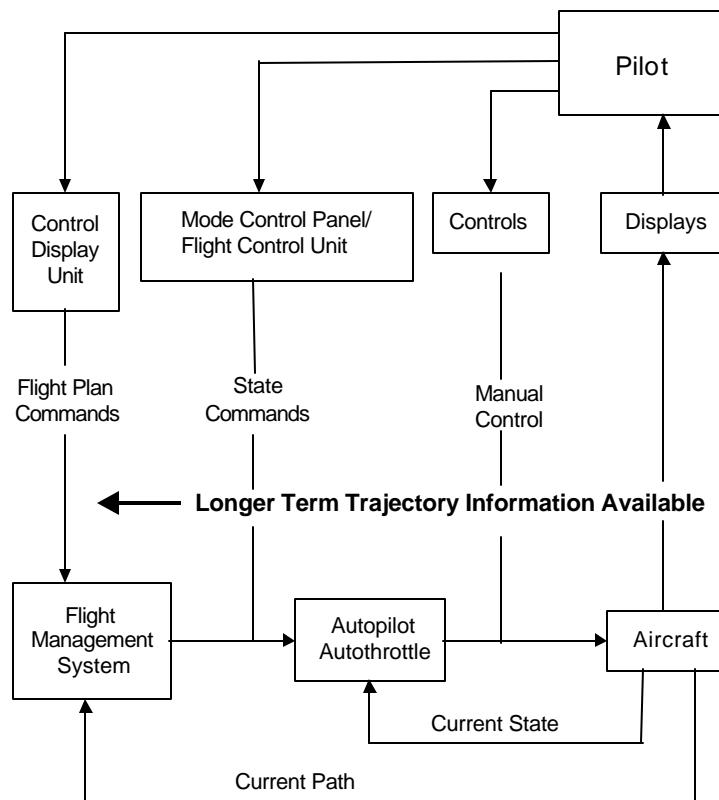 Pilot
Control
Display
Unit
Mode Control Panel/
Flight Control Unit
Controls
Displays
Flight Plan
Commands
State
Commands
Manual
Control
Longer Term Trajectory Information Available
Flight
Management
System
Autopilot
Autothrottle
Aircraft
Current State
Current Path